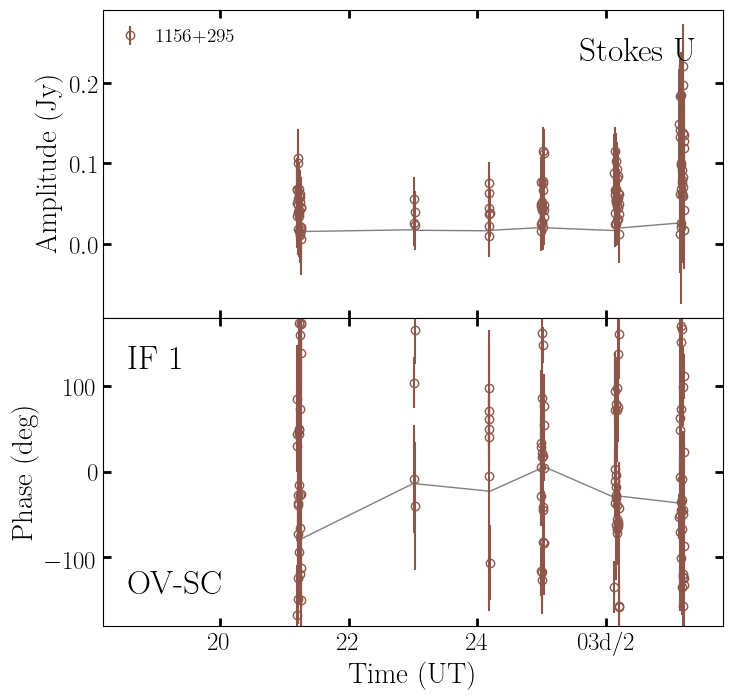 1156+295
Stokes U
0.2
0.1
0.0
Amplitude (Jy)
IF 1
100
0
−100
Phase (deg)
OV-SC
20
22
24
03d/2
Time (UT)